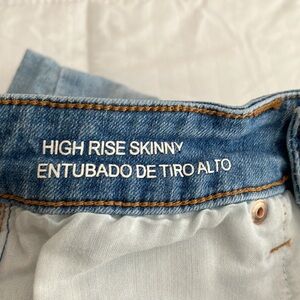 HIGH RISE SKINNY
ENTUBADO DE TIRO ALTO